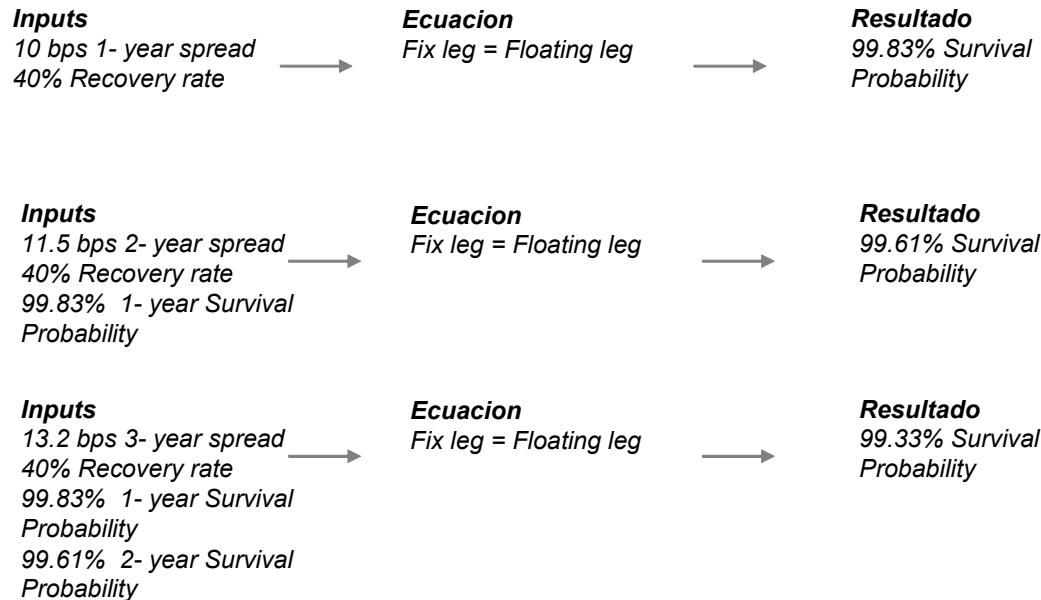 Inputs
10 bps 1- year spread
40% Recovery rate
Ecuacion
Fix leg = Floating leg
Resultado
99.83% Survival
Probability
Inputs
11.5 bps 2- year spread
40% Recovery rate
99.83% 1- year Survival
Probability
Ecuacion
Fix leg = Floating leg
Resultado
99.61% Survival
Probability
Inputs
13.2 bps 3- year spread
40% Recovery rate
99.83% 1- year Survival
Probability
99.61% 2- year Survival
Probability
Ecuacion
Fix leg = Floating leg
Resultado
99.33% Survival
Probability